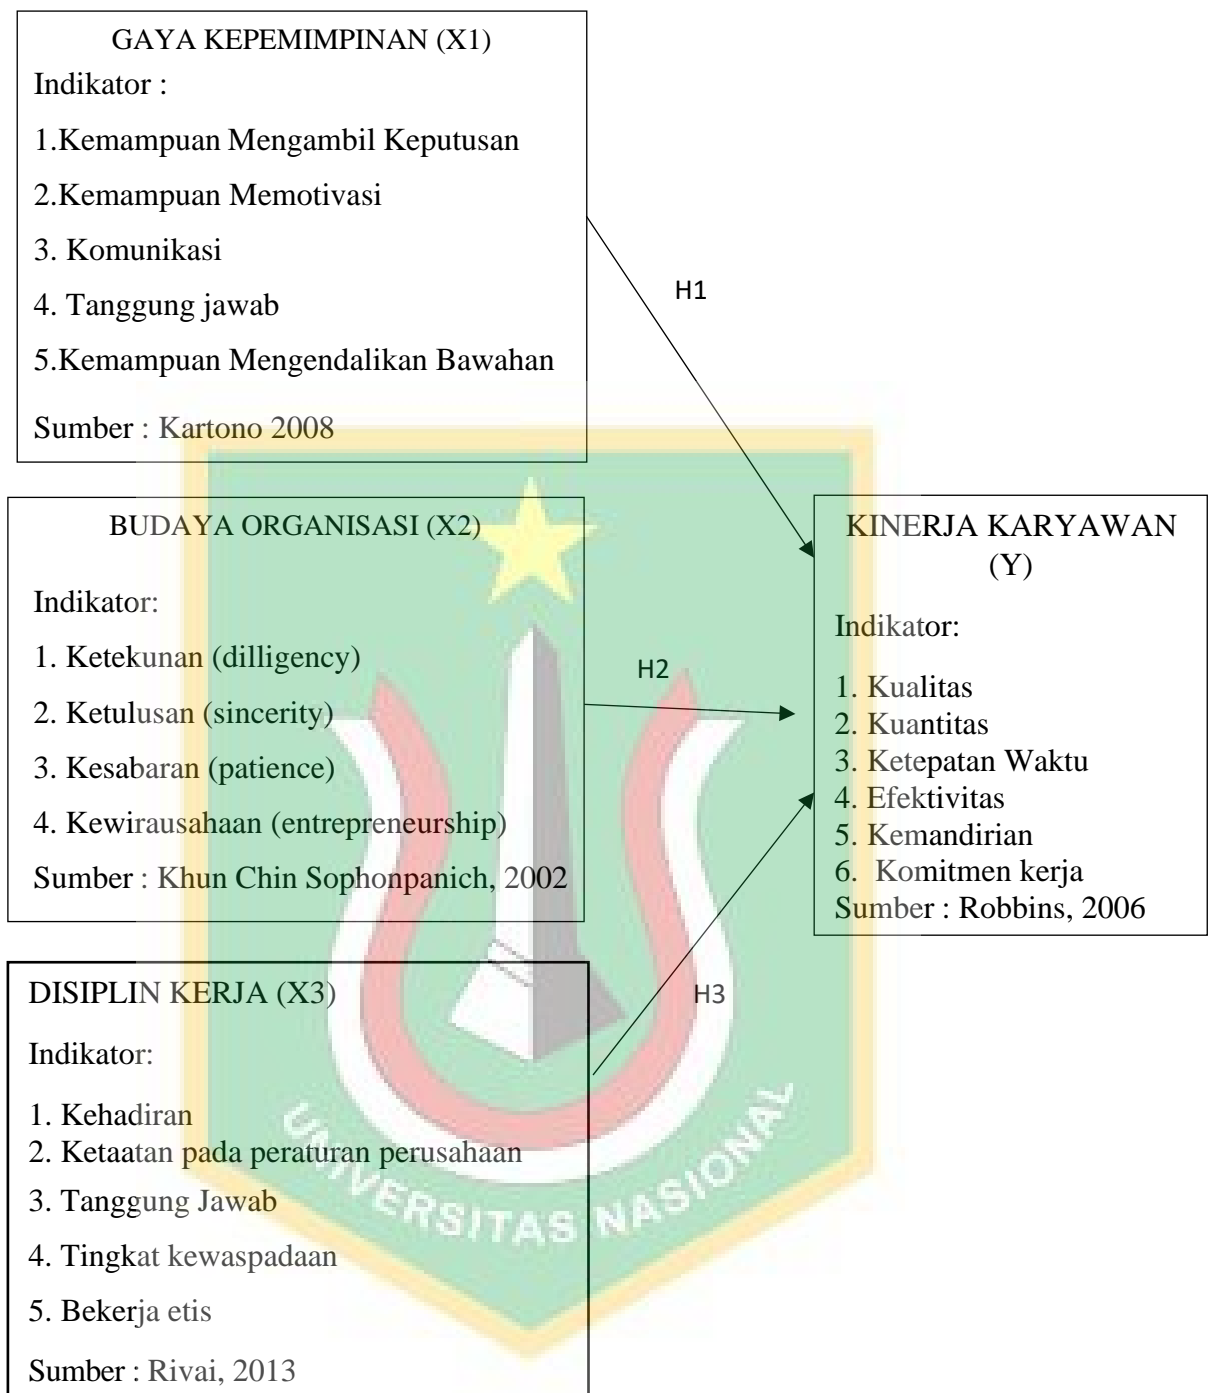 GAYA KEPEMIMPINAN (X1)
Indikator :
1.Kemampuan Mengambil Keputusan
2.Kemampuan Memotivasi
3. Komunikasi
4. Tanggung jawab
5.Kemampuan Mengendalikan Bawahan
Sumber : Kartono 2008
H1
BUDAYA ORGANISASI (X2)
Indikator:
1. Ketekunan (dilligency)
2. Ketulusan (sincerity)
3. Kesabaran (patience)
4. Kewirausahaan (entrepreneurship)
Sumber : Khun Chin Sophonpanich, 2002
H2
KINERJA KARYAWAN
(Y)
Indikator:
1. Kualitas
2. Kuantitas
3. Ketepatan Waktu
4. Efektivitas
5. Kemandirian
6. Komitmen kerja
Sumber : Robbins, 2006
DISIPLIN KERJA (X3)
Indikator:
1. Kehadiran
2. Ketaatan pada peraturan perusahaan
3. Tanggung Jawab
4. Tingkat kewaspadaan
5. Bekerja etis
Sumber : Rivai, 2013
H3
UNIVERSITAS NASIONAL